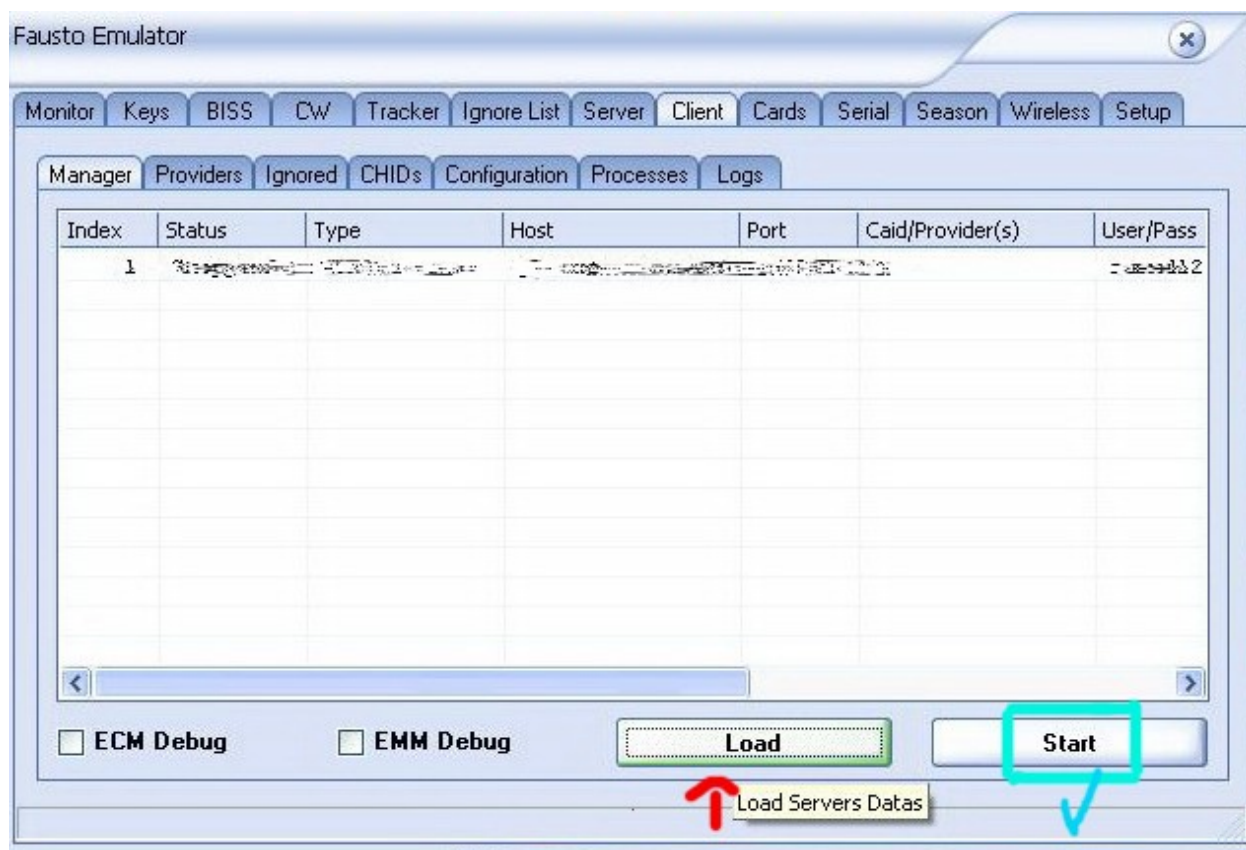 Fausto Emulator
Monitor Keys BISS CW Tracker Ignore List Server Client Cards Serial Season Wireless Setup
Manager Providers Ignored CHIDs Configuration Processes Logs
Index Status Type Host Port Caid/Provider(s) User/Pass
1
ECM Debug EMM Debug Load Start
Load Servers Datas